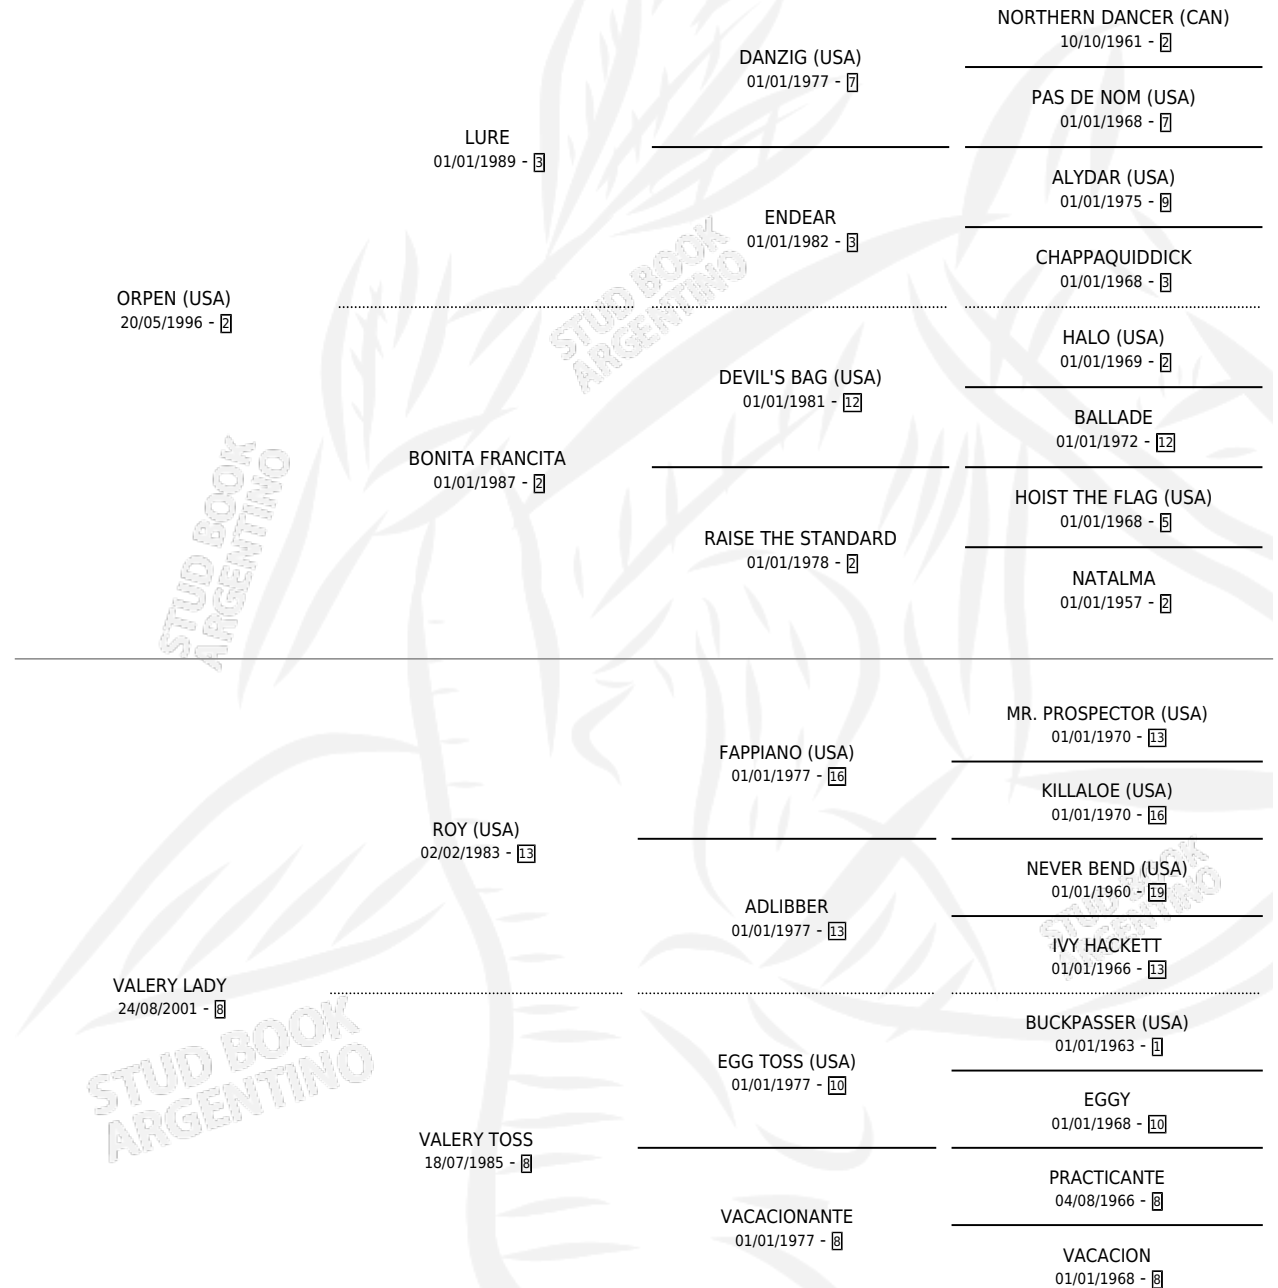 NORTHERN DANCER (CAN)
10/10/1961 - 2
DANZIG (USA)
01/01/1977 - 7
PAS DE NOM (USA)
01/01/1968 - 7
LURE
01/01/1989 - 3
ALYDAR (USA)
01/01/1975 - 9
ENDEAR
01/01/1982 - 3
CHAPPAQUIDDICK
01/01/1968 - 3
ORPEN (USA)
20/05/1996 - 2
STUD BOOK
ARGENTINO
HALO (USA)
01/01/1969 - 2
DEVIL'S BAG (USA)
01/01/1981 - 12
BALLADE
01/01/1972 - 12
BONITA FRANCITA
01/01/1987 - 2
HOIST THE FLAG (USA)
01/01/1968 - 5
RAISE THE STANDARD
01/01/1978 - 2
NATALMA
01/01/1957 - 2
STUD BOOK
ARGENTINO
MR. PROSPECTOR (USA)
01/01/1970 - 13
FAPPIANO (USA)
01/01/1977 - 16
KILLALOE (USA)
01/01/1970 - 16
ROY (USA)
02/02/1983 - 13
NEVER BEND (USA)
01/01/1960 - 19
ADLIBBER
01/01/1977 - 13
IVY HACKETT
01/01/1966 - 13
STUD BOOK
ARGENTINO
VALERY LADY
24/08/2001 - 8
STUD BOOK
ARGENTINO
BUCKPASSER (USA)
01/01/1963 - 1
EGG TOSS (USA)
01/01/1977 - 10
EGGY
01/01/1968 - 10
VALERY TOSS
18/07/1985 - 8
PRACTICANTE
04/08/1966 - 8
VACACIONANTE
01/01/1977 - 8
VACACION
01/01/1968 - 8